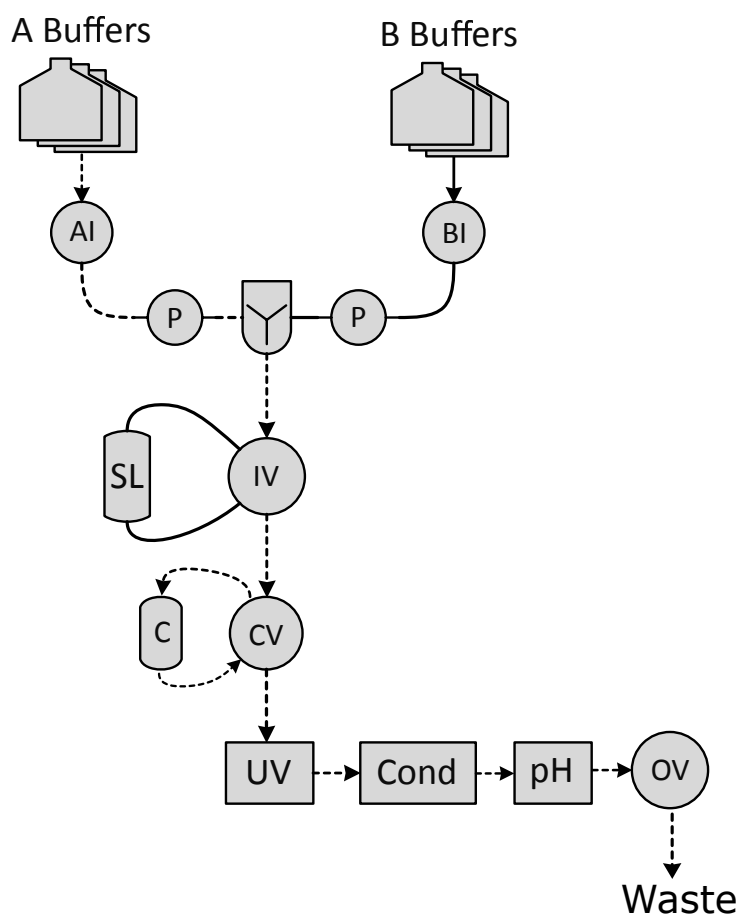 A Buffers
B Buffers
AI
BI
P
P
SL
IV
C
CV
UV
Cond
pH
OV
Waste